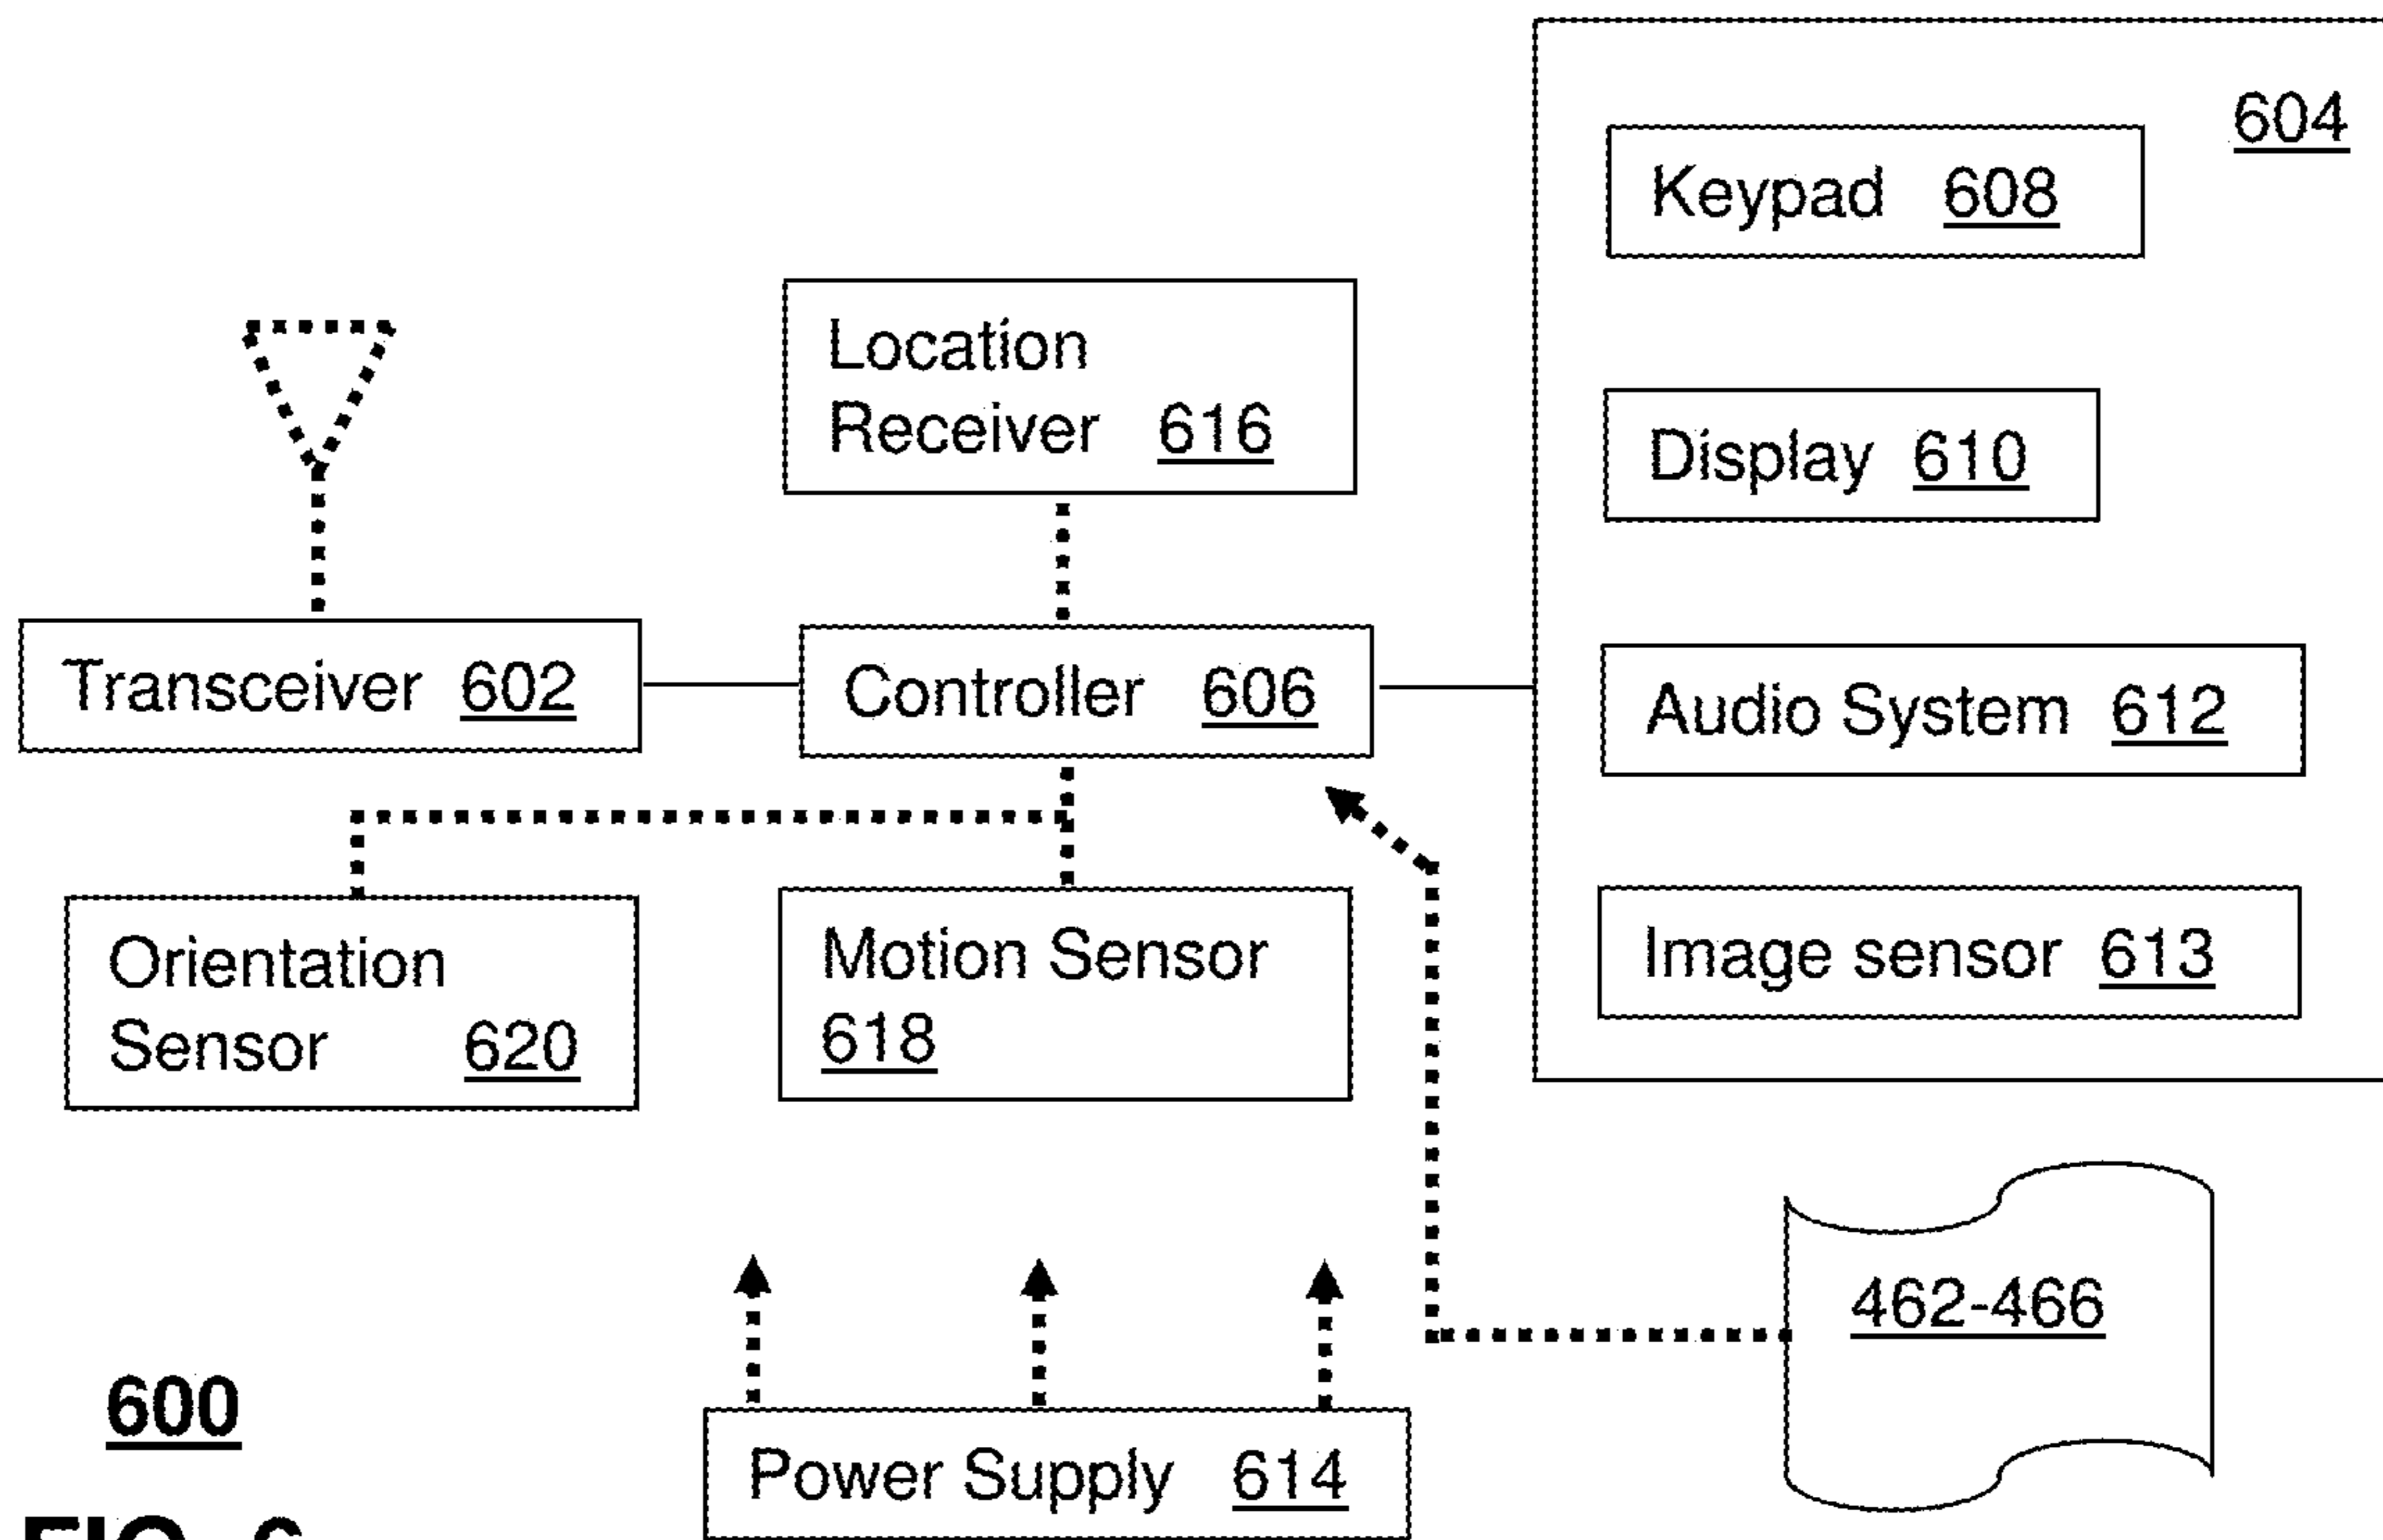 604
Keypad 608
Location
Receiver 616
Display 610
Transceiver 602
Controller 606
Audio System 612
Orientation
Sensor 620
Motion Sensor
618
Image sensor 613
462-466
600
Power Supply 614